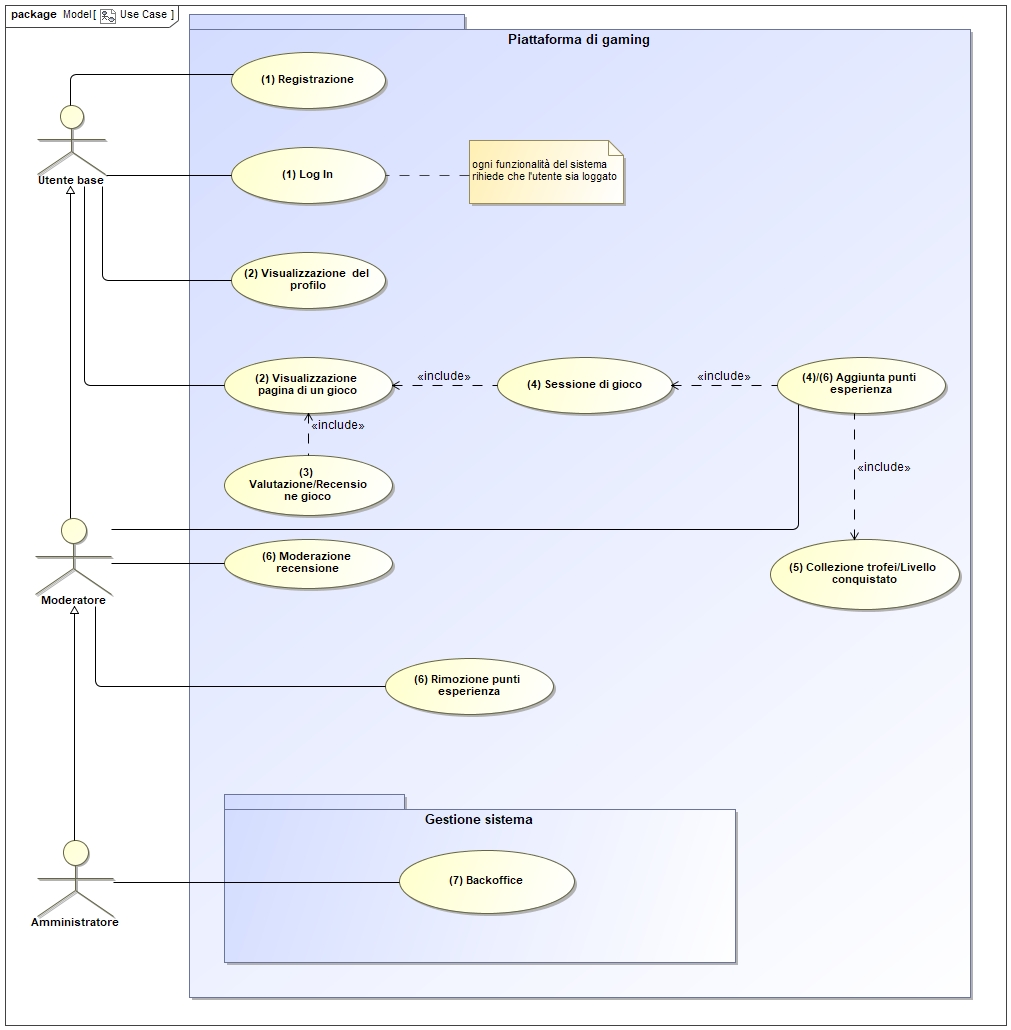 package Model [ Use Case ]
Piattaforma di gaming
(1) Registrazione
Utente base
(1) Log In
ogni funzionalità del sistema
rihiede che l'utente sia loggato
(2) Visualizzazione del
profilo
(2) Visualizzazione
pagina di un gioco
«include»
(4) Sessione di gioco
«include»
(4)/(6) Aggiunta punti
esperienza
«include»
(3)
Valutazione/Recensio
ne gioco
«include»
(6) Moderazione
recensione
(5) Collezione trofei/Livello
conquistato
Moderatore
(6) Rimozione punti
esperienza
Gestione sistema
(7) Backoffice
Amministratore